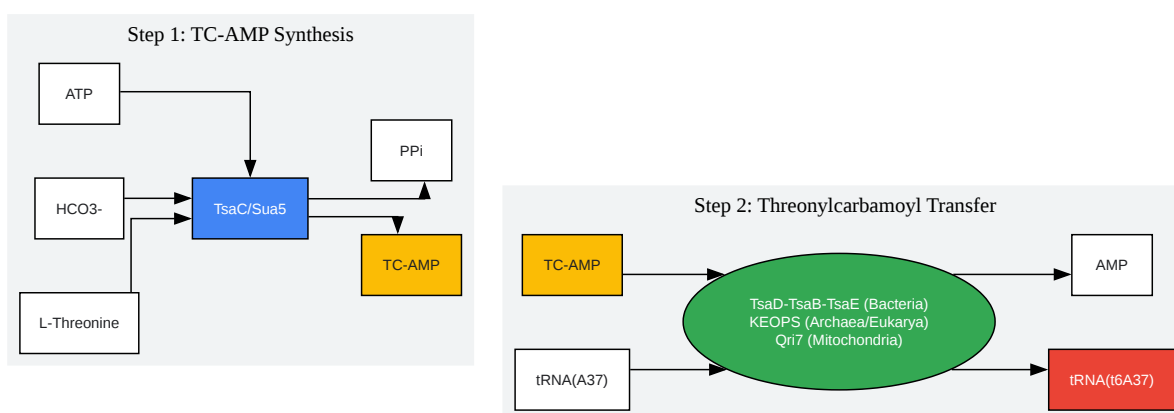 Step 1: TC-AMP Synthesis
ATP
PPi
HCO3-
TsaC/Sua5
TC-AMP
L-Threonine
Step 2: Threonylcarbamoyl Transfer
TC-AMP
AMP
TsaD-TsaB-TsaE (Bacteria)
KEOPS (Archaea/Eukarya)
Qri7 (Mitochondria)
tRNA(A37)
tRNA(t6A37)